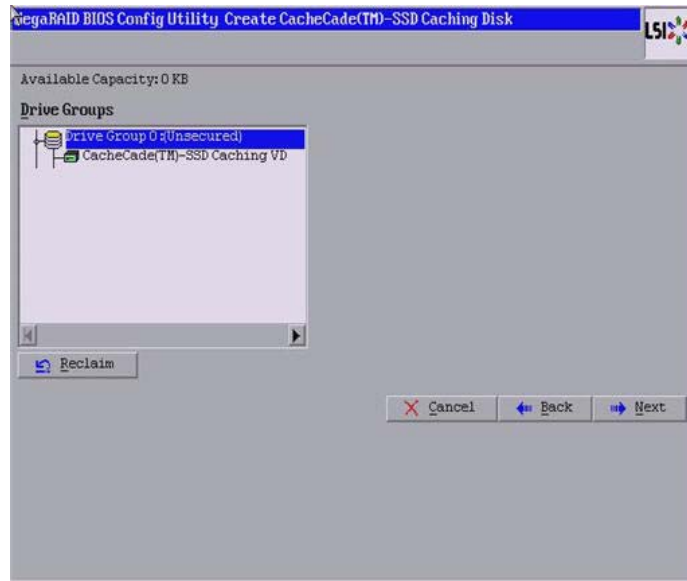 MegaRAID BIOS Config Utility Create CacheCade(TM)-SSD Caching Disk
LSI
Available Capacity: 0 KB
Drive Groups
Drive Group 0:(Unsecured)
CacheCade(TM)-SSD Caching VD
Reclaim
Cancel
Back
Next